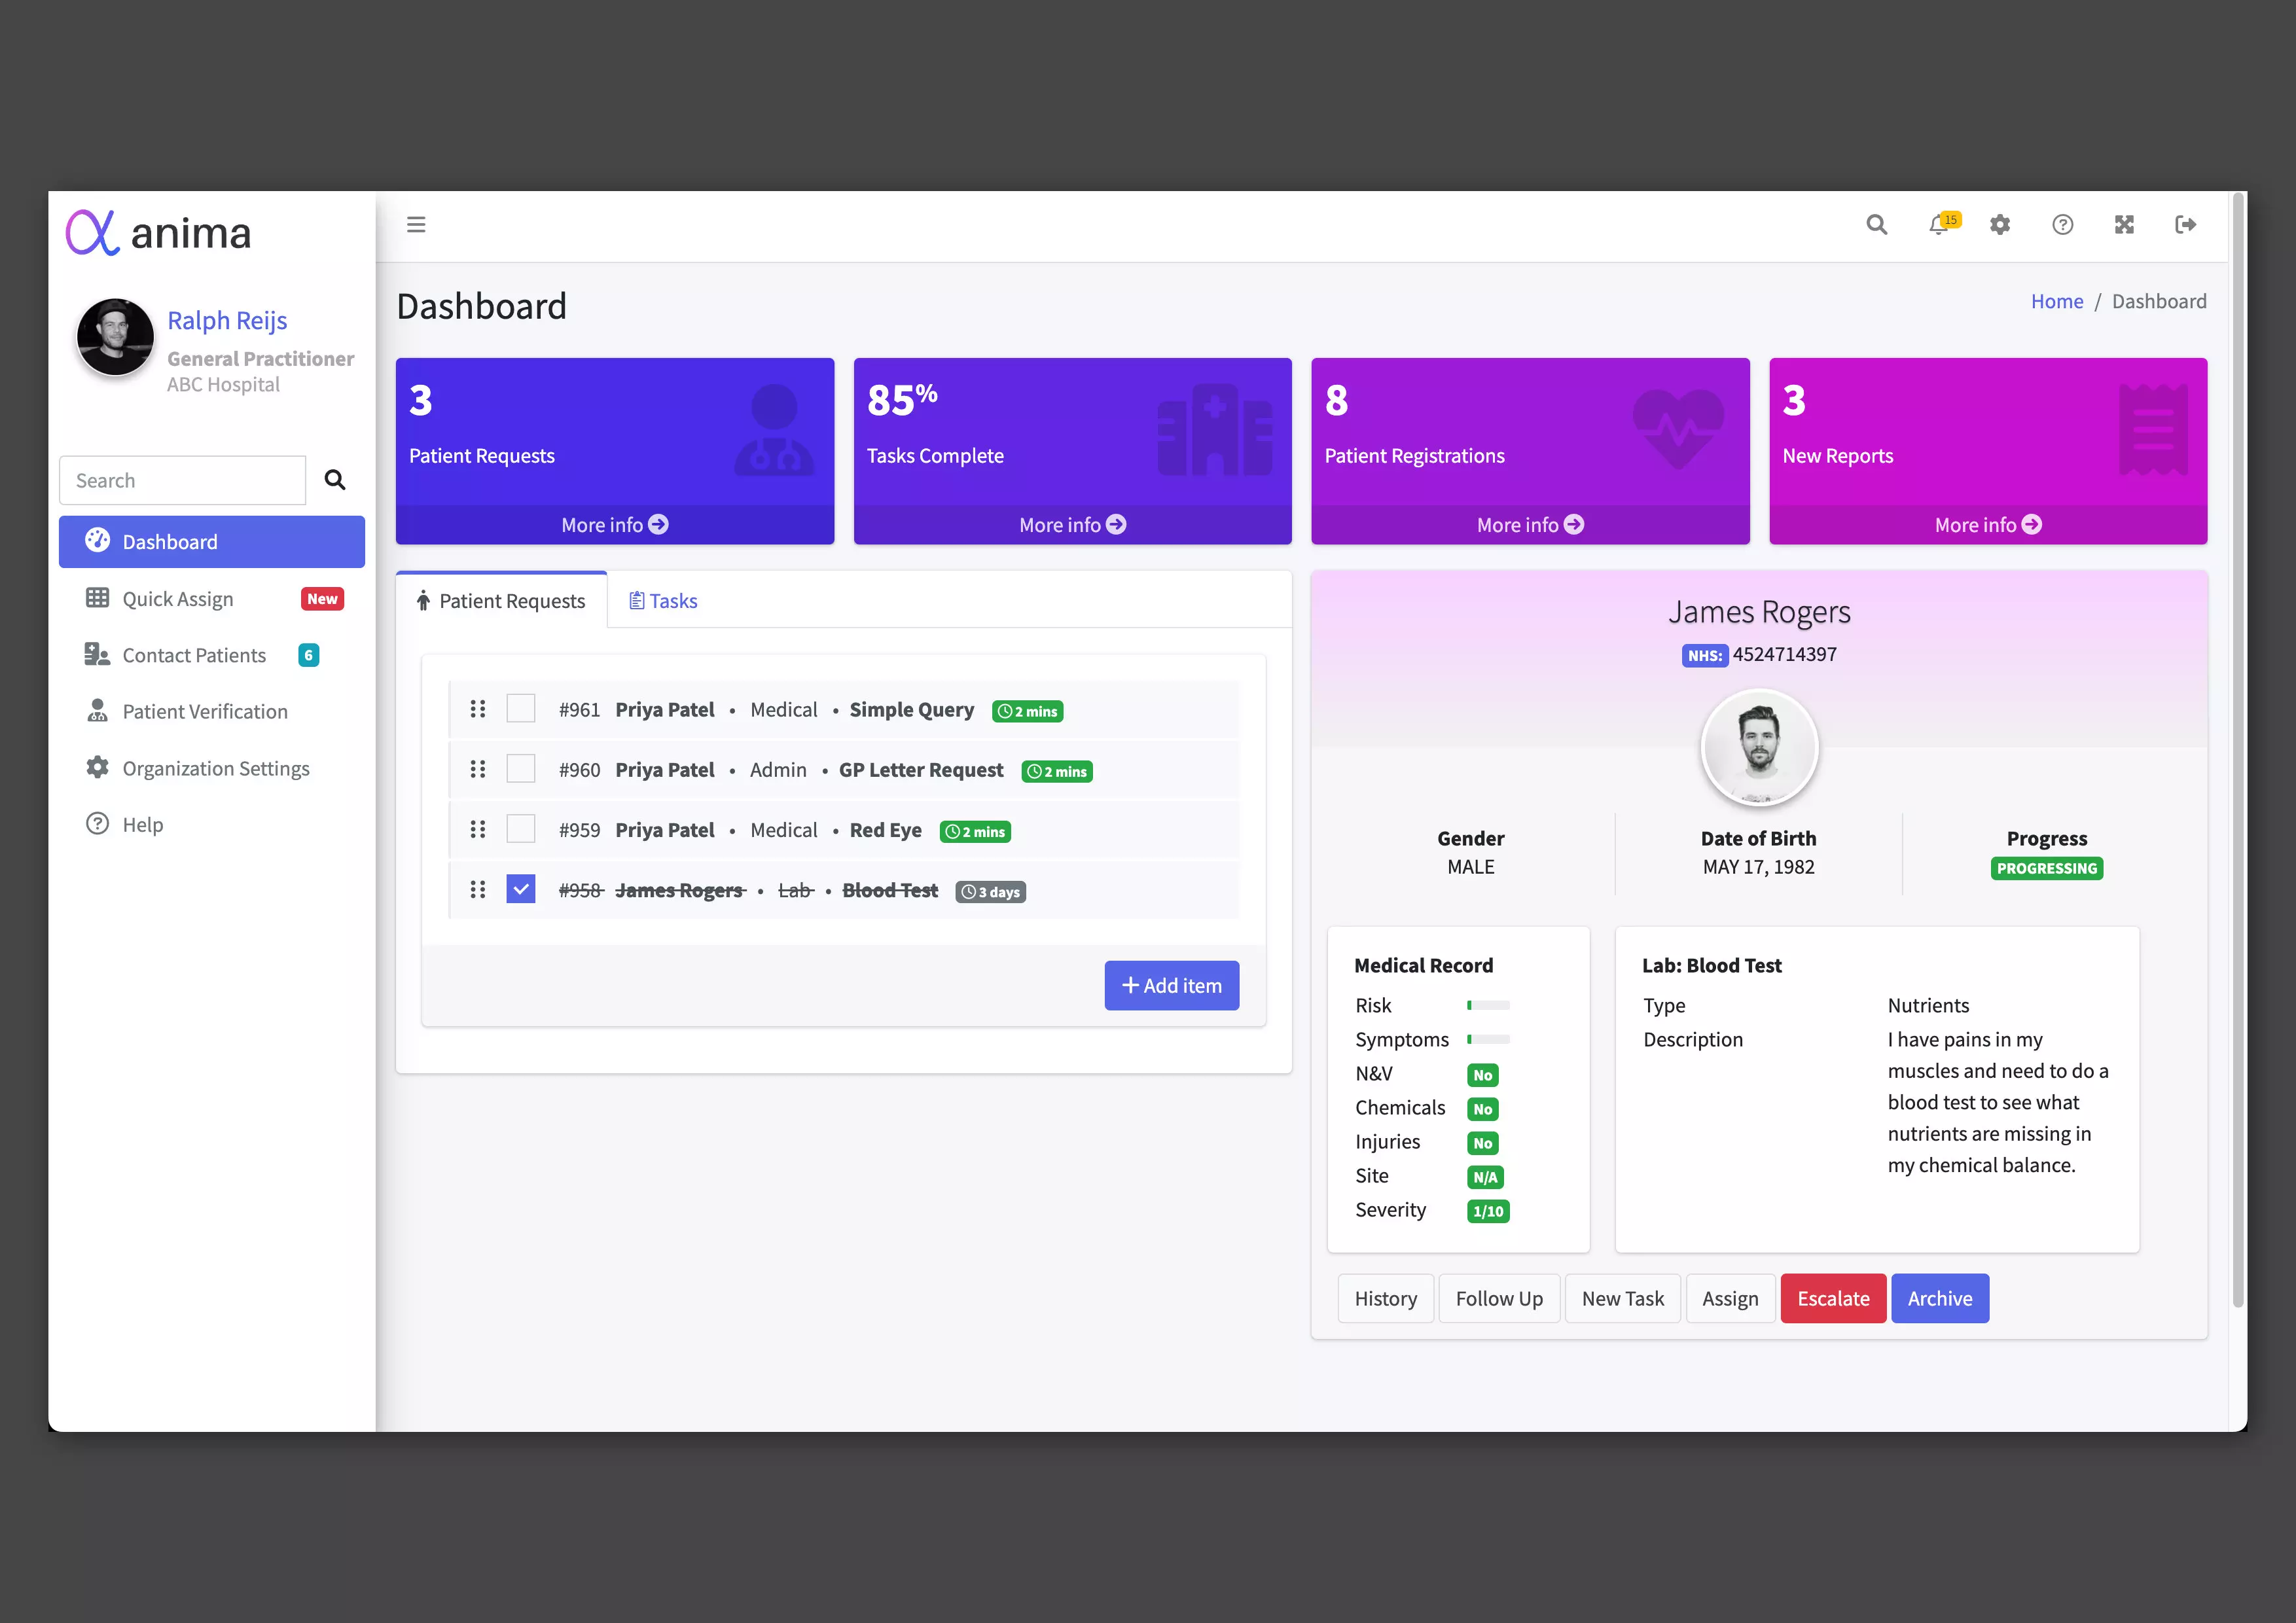 anima
Ralph Reijs
General Practitioner
ABC Hospital
Search
Dashboard
Quick Assign New
Contact Patients 6
Patient Verification
Organization Settings
Help
15
Dashboard
Home / Dashboard
3
Patient Requests
More info
85%
Tasks Complete
More info
8
Patient Registrations
More info
3
New Reports
More info
Patient Requests
Tasks
#961 Priya Patel • Medical • Simple Query 2 mins
#960 Priya Patel • Admin • GP Letter Request 2 mins
#959 Priya Patel • Medical • Red Eye 2 mins
#958 James Rogers • Lab • Blood Test 3 days
+ Add item
James Rogers
NHS: 4524714397
Gender
MALE
Date of Birth
MAY 17, 1982
Progress
PROGRESSING
Medical Record
Risk
Symptoms
N&V No
Chemicals No
Injuries No
Site N/A
Severity 1/10
Lab: Blood Test
Type Nutrients
Description I have pains in my
muscles and need to do a
blood test to see what
nutrients are missing in
my chemical balance.
History
Follow Up
New Task
Assign
Escalate
Archive